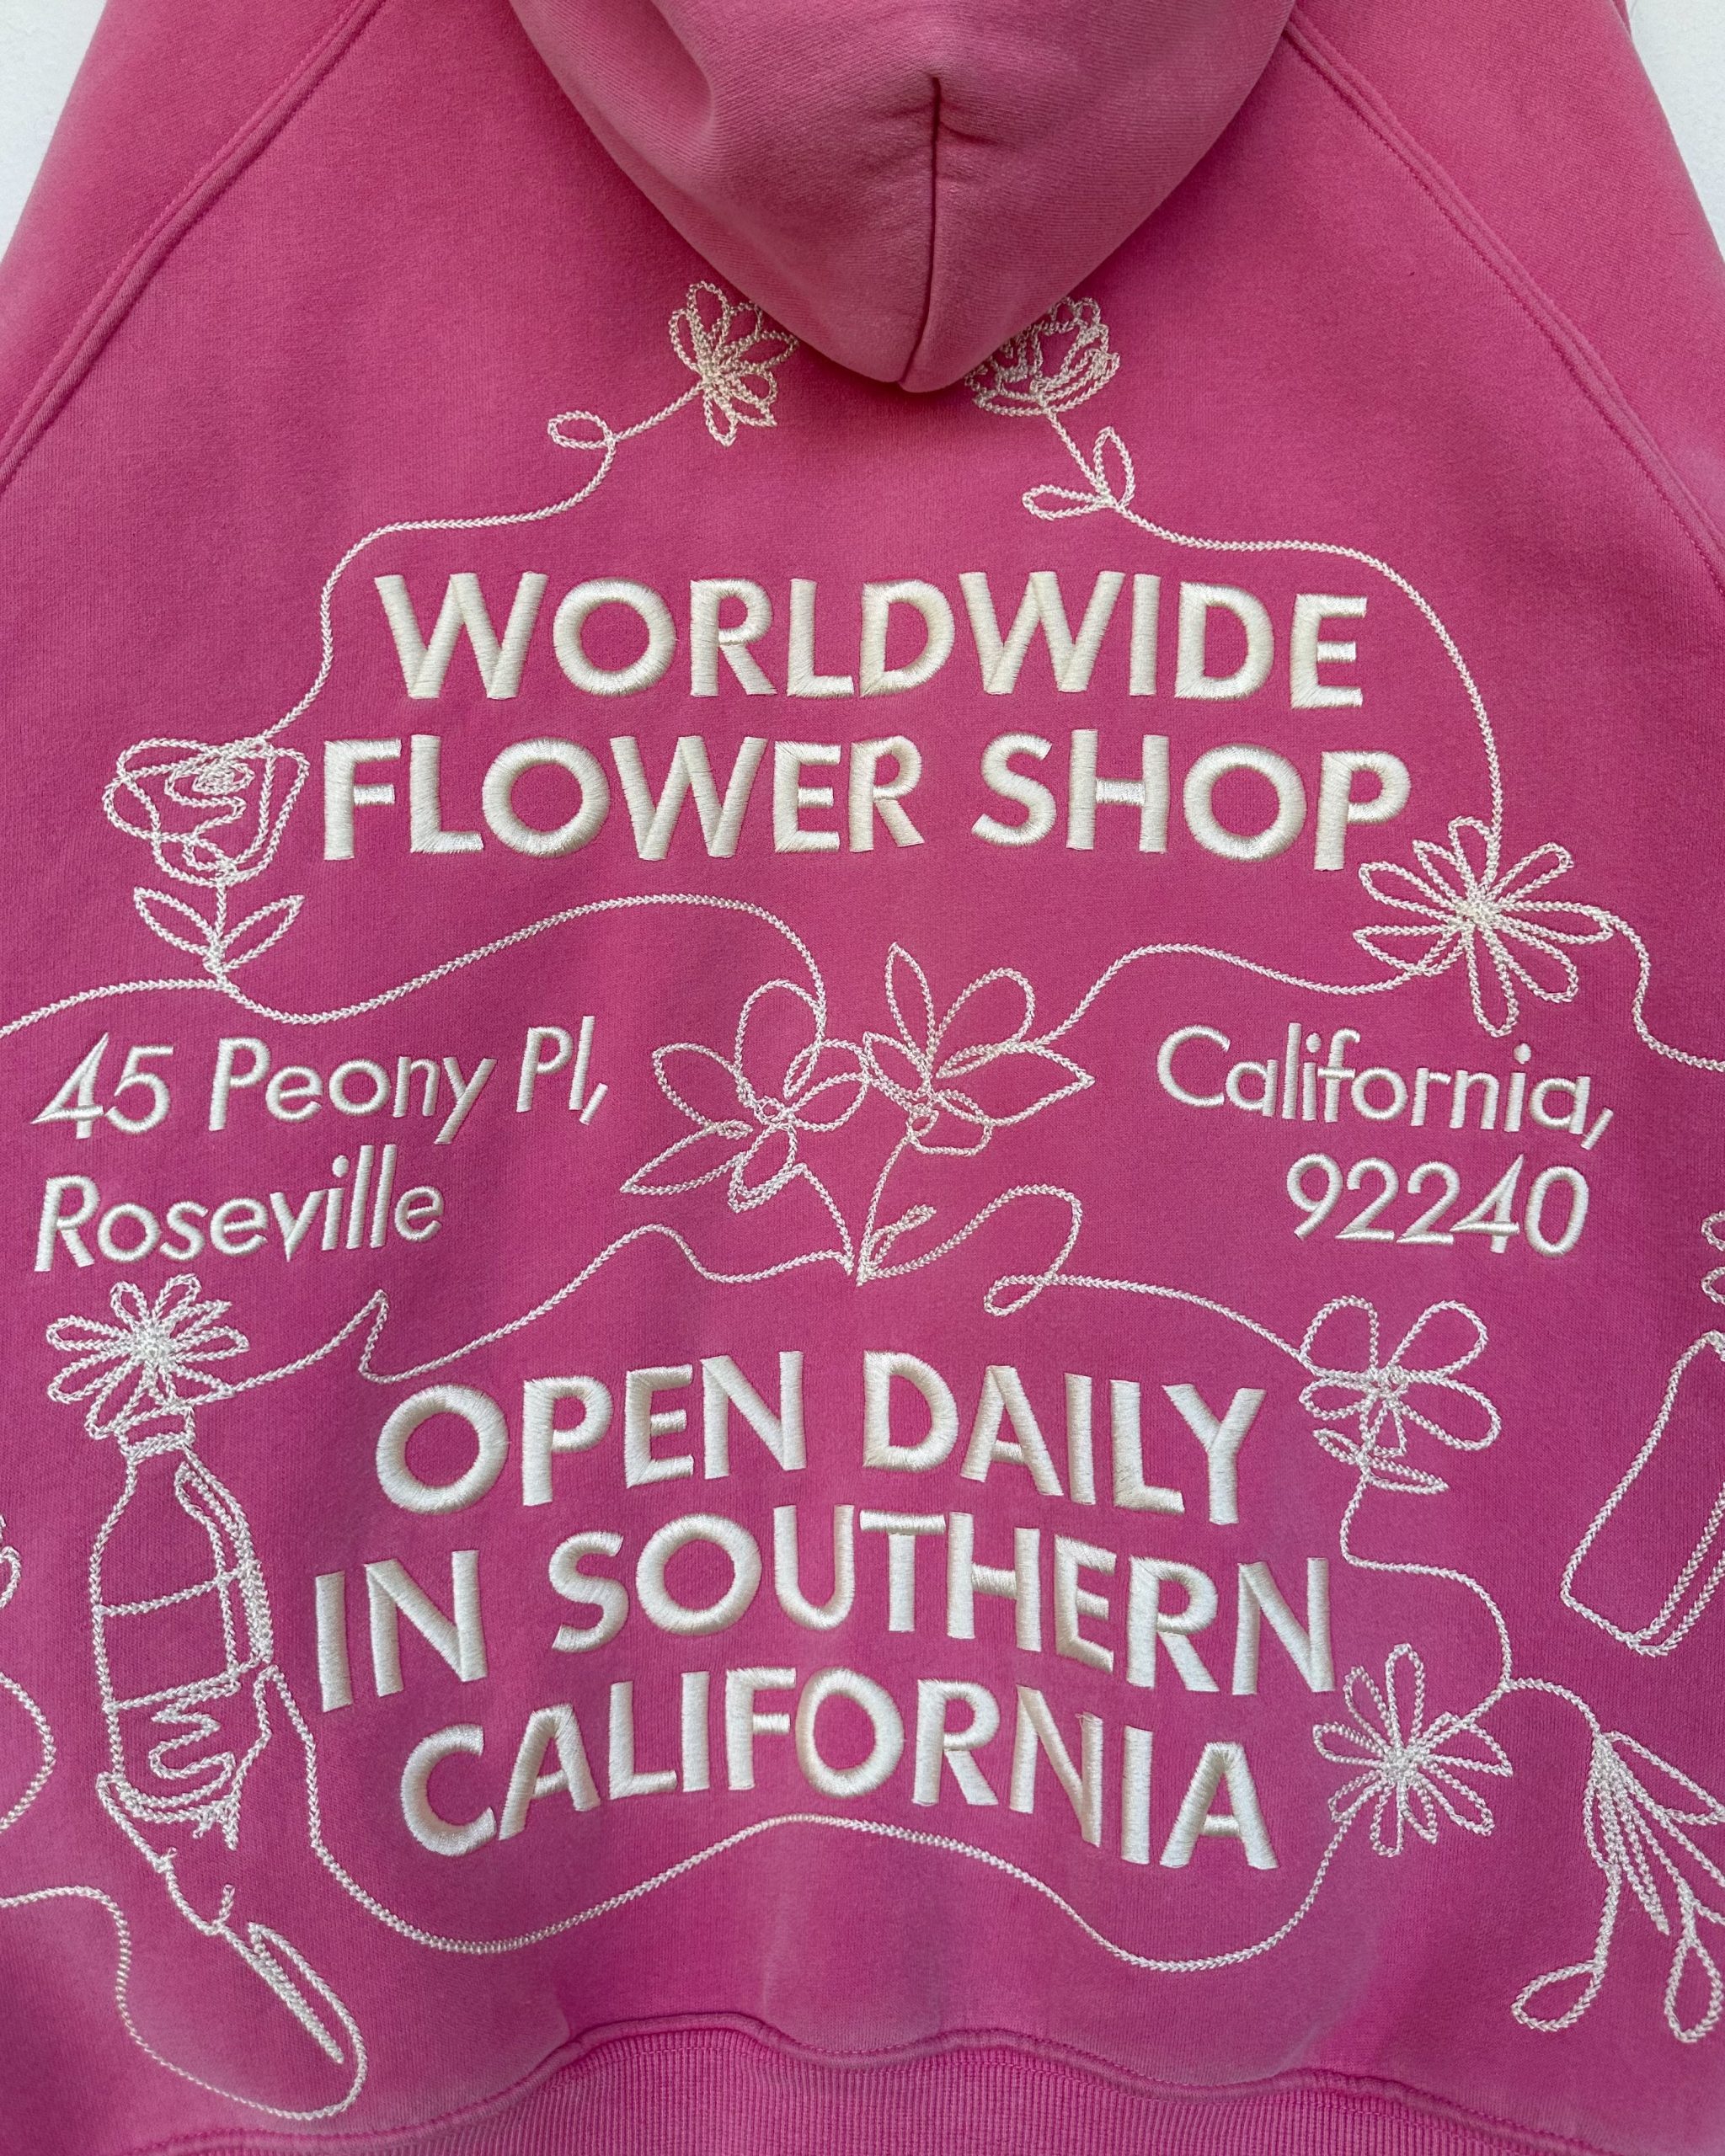 WORLDWIDE
FLOWER SHOP
45 Peony Pl,
Roseville
California,
92240
OPEN DAILY
IN SOUTHERN
CALIFORNIA